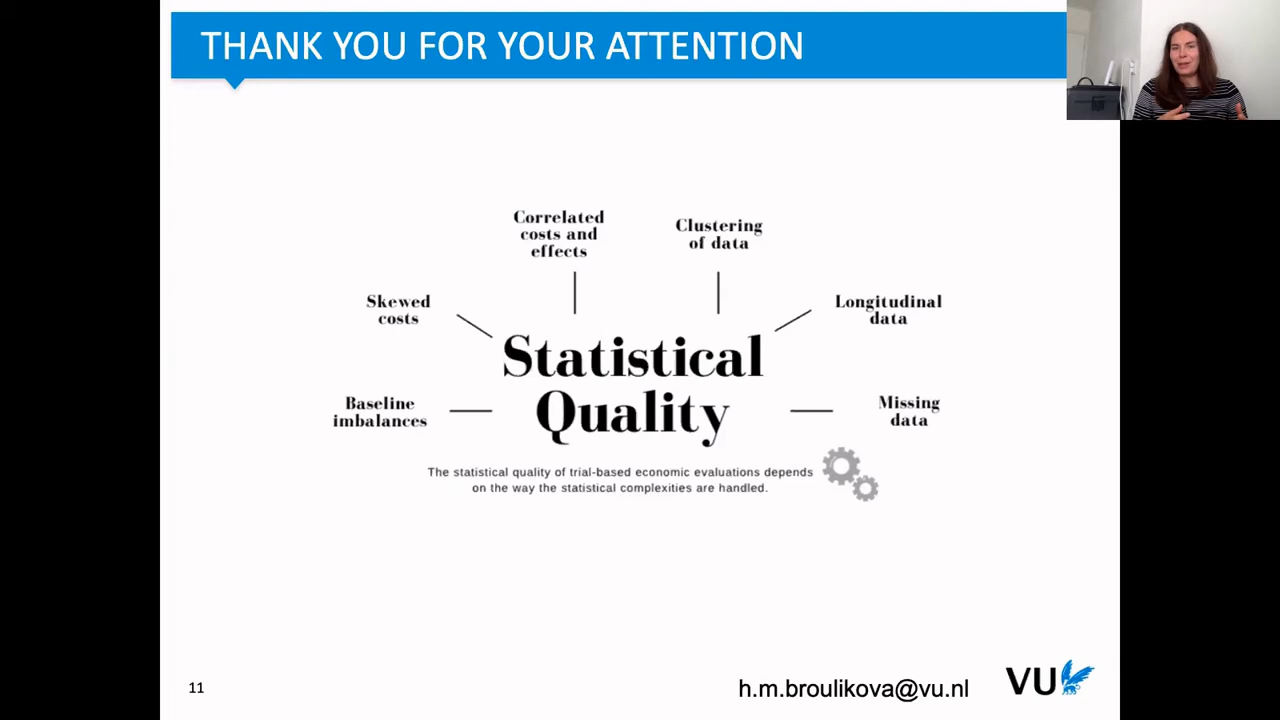 THANK YOU FOR YOUR ATTENTION
Correlated
costs and
effects
Clustering
of data
Skewed
costs
Longitudinal
data
Statistical
Quality
Baseline
imbalances
Missing
data
The statistical quality of trial-based economic evaluations depends
on the way the statistical complexities are handled.
11
h.m.broulikova@vu.nl
VU